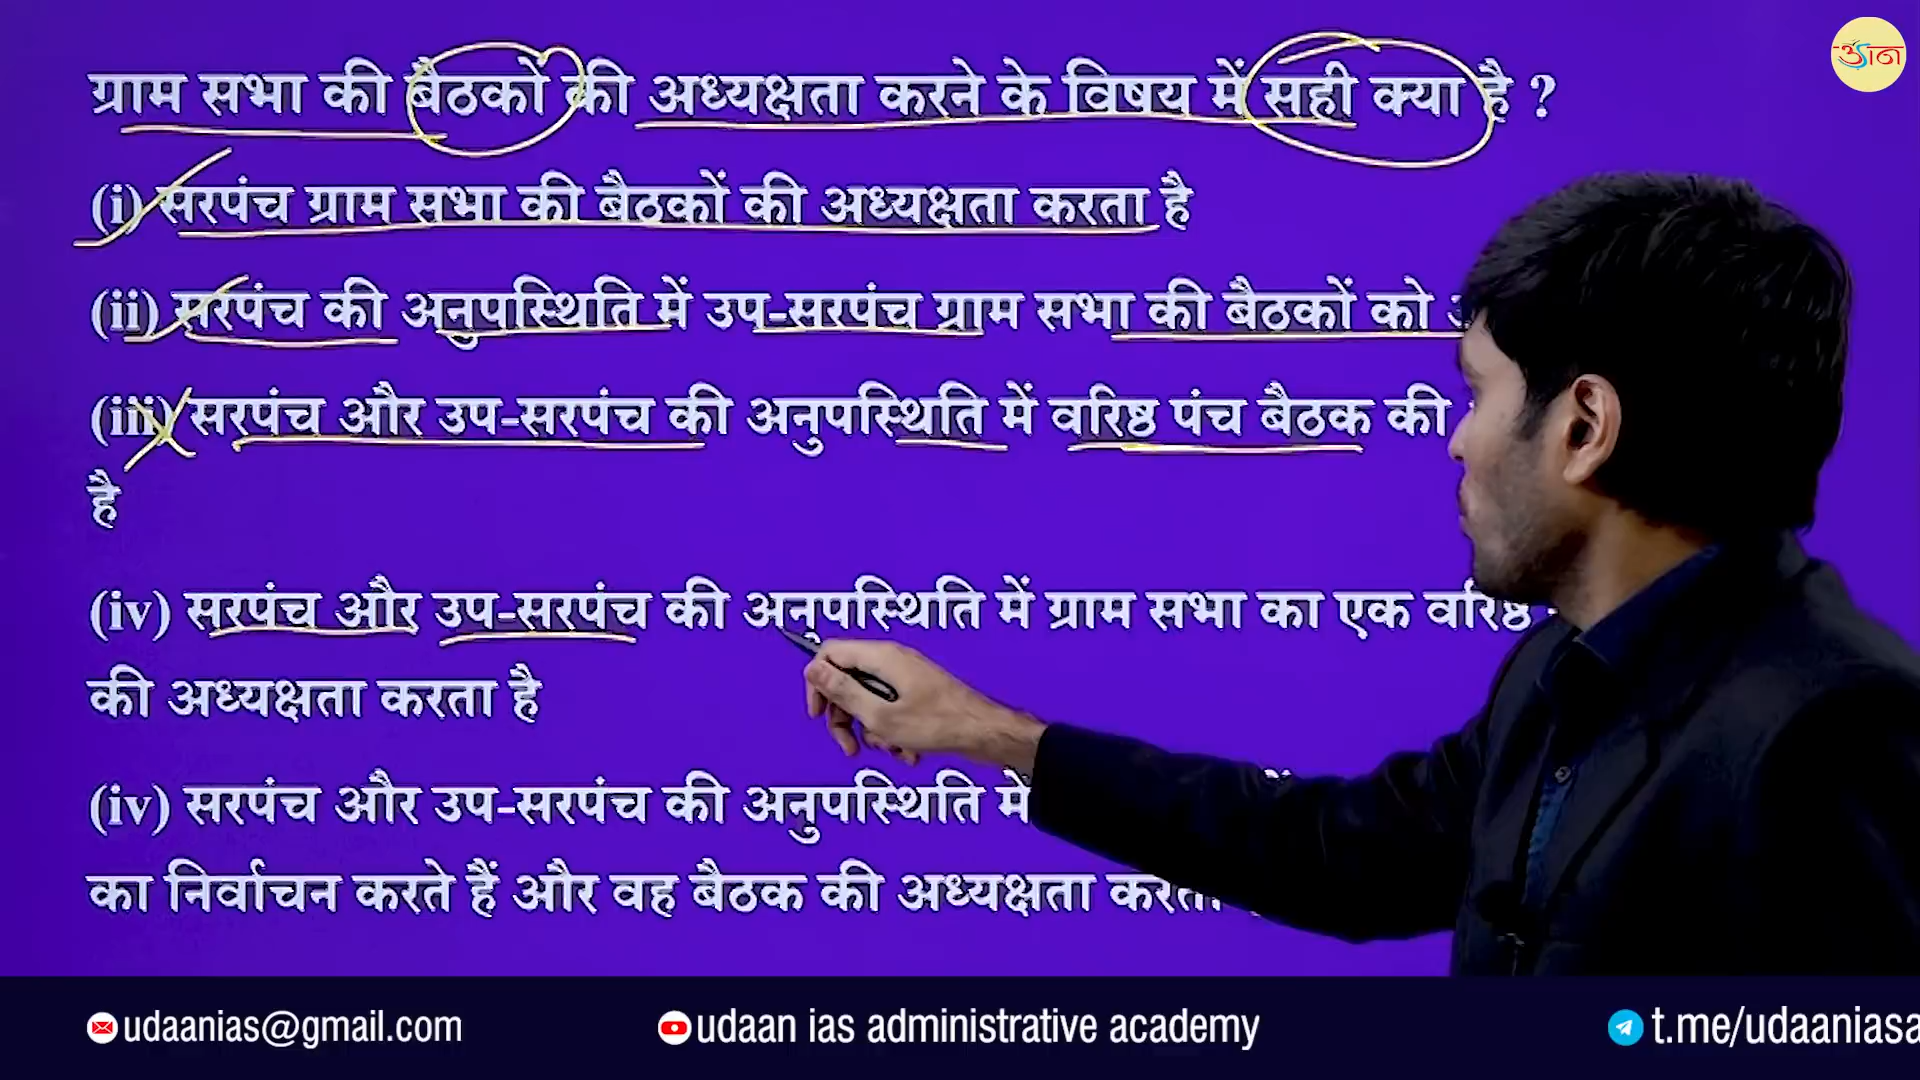 उड़ान
ग्राम सभा की बैठकों की अध्यक्षता करने के विषय में सही क्या है ?
(i) सरपंच ग्राम सभा की बैठकों की अध्यक्षता करता है
(ii) सरपंच की अनुपस्थिति में उप-सरपंच ग्राम सभा की बैठकों को
(iii) सरपंच और उप-सरपंच की अनुपस्थिति में वरिष्ठ पंच बैठक की
है
(iv) सरपंच और उप-सरपंच की अनुपस्थिति में ग्राम सभा का एक वरिष्ठ
की अध्यक्षता करता है
(iv) सरपंच और उप-सरपंच की अनुपस्थिति में
का निर्वाचन करते हैं और वह बैठक की अध्यक्षता करता
udaanias@gmail.com
udaan ias administrative academy
t.me/udaaniasa